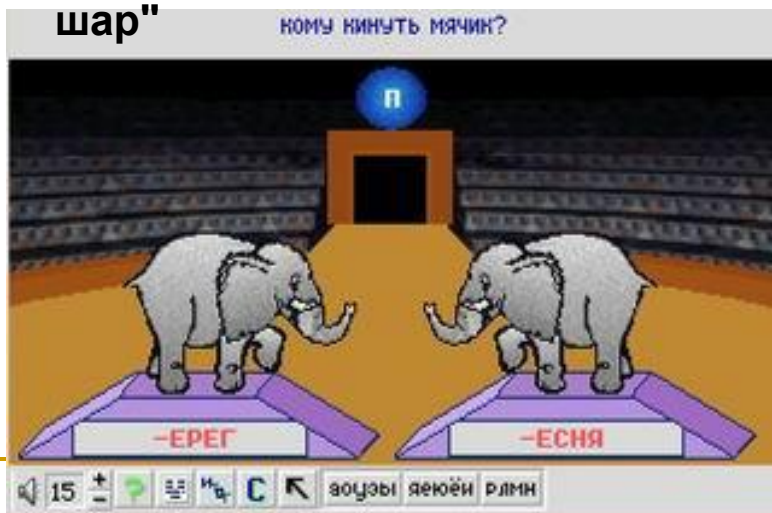 шар"
КОМУ КИНУТЬ МЯЧИК?
П
-ЕРЕГ
-ЕСНЯ
15 + - ? С аоуэы яеюёи рлмн